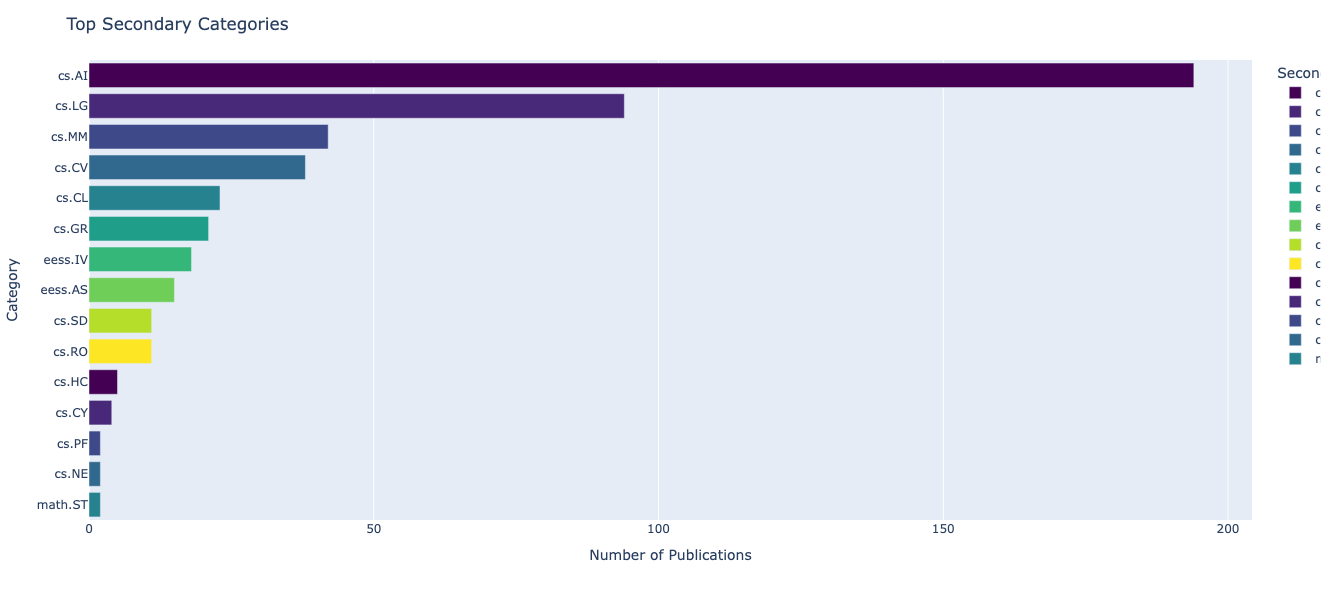 Top Secondary Categories
cs.AI
cs.LG
cs.MM
cs.CV
cs.CL
cs.GR
eess.IV
eess.AS
cs.SD
cs.RO
cs.HC
cs.CY
cs.PF
cs.NE
math.ST
Category
0 50 100 150 200
Number of Publications